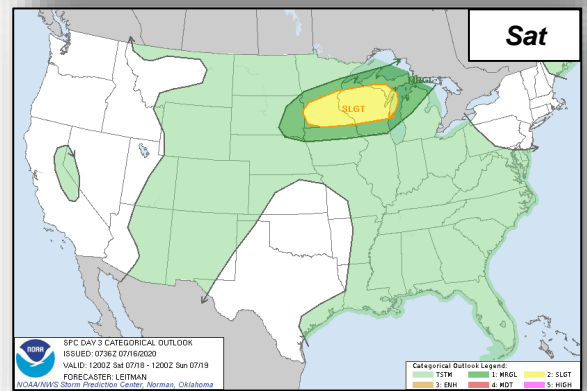 Sat
MRGL
SLGT
NOAA
SPC DAY 3 CATEGORICAL OUTLOOK
ISSUED: 0736Z 07/16/2020
VALID: 1200Z Sat 07/18 - 1200Z Sun 07/19
FORECASTER: LEITMAN
NOAA/NWS Storm Prediction Center, Norman, Oklahoma
Categorical Outlook Legend:
TSTM 1: MRGL 2: SLGT
3: ENH 4: MDT 5: HIGH